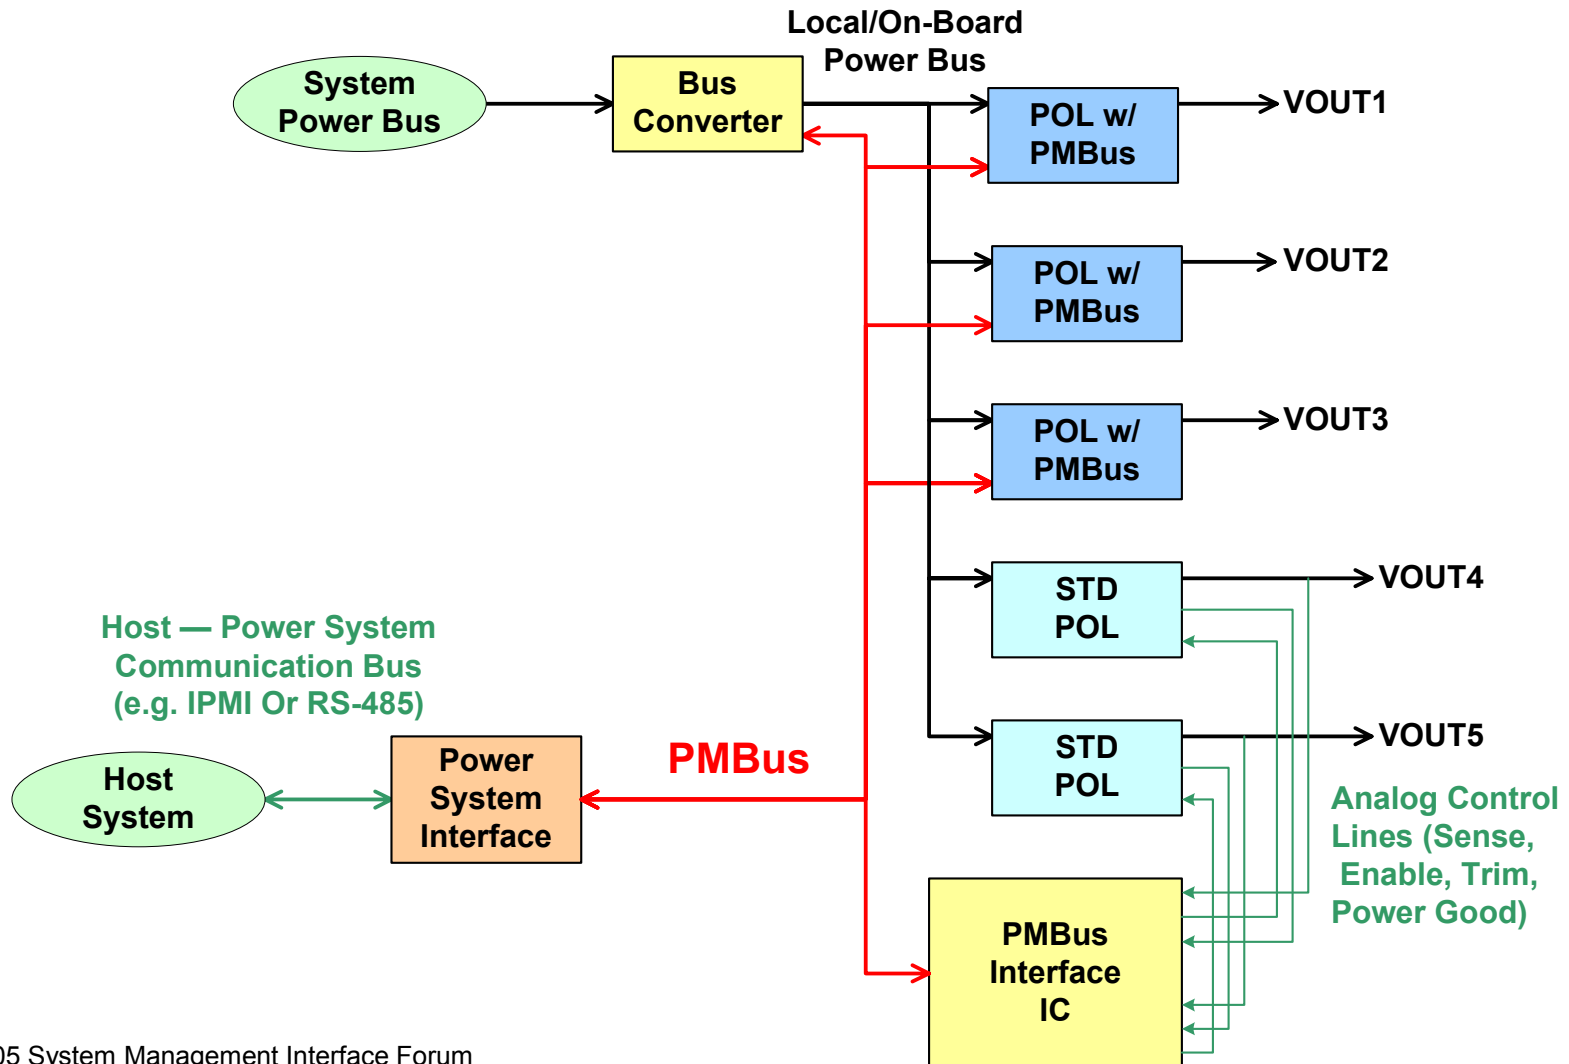 Local/On-Board
Power Bus
System
Power Bus
Bus
Converter
POL w/
PMBus
VOUT1
POL w/
PMBus
VOUT2
POL w/
PMBus
VOUT3
STD
POL
VOUT4
Host — Power System
Communication Bus
(e.g. IPMI Or RS-485)
Host
System
Power
System
Interface
PMBus
STD
POL
VOUT5
Analog Control
Lines (Sense,
Enable, Trim,
Power Good)
PMBus
Interface
IC
05 System Management Interface Forum